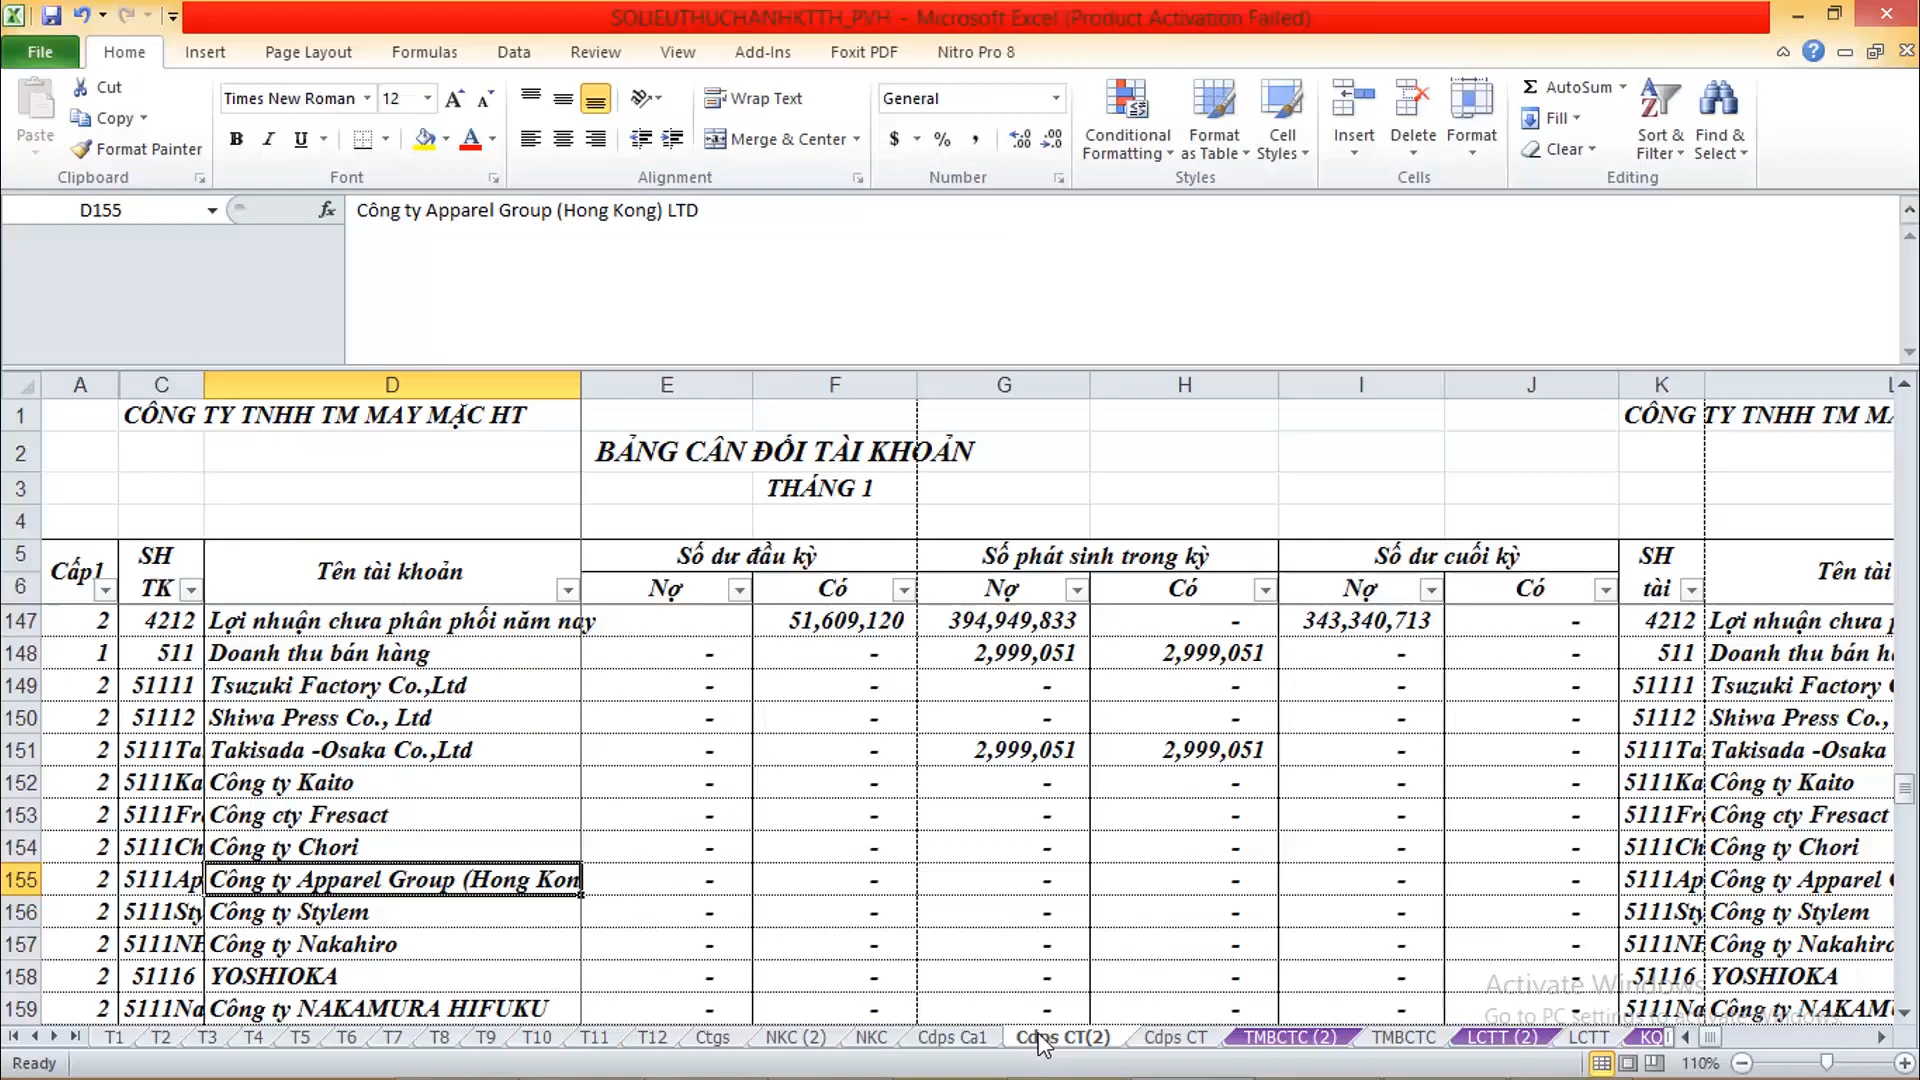 SOLIEUTHUCHANHKTTH_PVH - Microsoft Excel (Product Activation Failed)
File Home Insert Page Layout Formulas Data Review View Add-Ins Foxit PDF Nitro Pro 8
Paste Cut
Copy
Format Painter
Times New Roman 12
B I U
Wrap Text
Merge & Center
General
$ % ,
Conditional Formatting
Format as Table
Cell Styles
Insert Delete Format
Σ AutoSum
Fill
Clear
Sort & Filter
Find & Select
Clipboard Font Alignment Number Styles Cells Editing
D155 fx Công ty Apparel Group (Hong Kong) LTD
A C D E F G H I J K L
1 CÔNG TY TNHH TM MAY MẶC HT CÔNG TY TNHH TM MA
2 BẢNG CÂN ĐỐI TÀI KHOẢN
3 THÁNG 1
4
5 Cấp1 SH Tên tài khoản Số dư đầu kỳ Số phát sinh trong kỳ Số dư cuối kỳ SH Tên tài
6 TK Nợ Có Nợ Có Nợ Có tài
147 2 4212 Lợi nhuận chưa phân phối năm nay 51,609,120 394,949,833 - 343,340,713 - 4212 Lợi nhuận chưa p
148 1 511 Doanh thu bán hàng - - 2,999,051 2,999,051 - - 511 Doanh thu bán h
149 2 51111 Tsuzuki Factory Co.,Ltd - - - - - - 51111 Tsuzuki Factory
150 2 51112 Shiwa Press Co., Ltd - - - - - - 51112 Shiwa Press Co.,
151 2 5111Ta Takisada -Osaka Co.,Ltd - - 2,999,051 2,999,051 - - 5111Ta Takisada -Osaka
152 2 5111Ka Công ty Kaito - - - - - - 5111Ka Công ty Kaito
153 2 5111Fr Công cty Fresact - - - - - - 5111Fr Công cty Fresact
154 2 5111Ch Công ty Chori - - - - - - 5111Ch Công ty Chori
155 2 5111Ap Công ty Apparel Group (Hong Kon - - - - - - 5111Ap Công ty Apparel
156 2 5111Sty Công ty Stylem - - - - - - 5111Sty Công ty Stylem
157 2 5111NH Công ty Nakahiro - - - - - - 5111NH Công ty Nakahiro
158 2 51116 YOSHIOKA - - - - - - 51116 YOSHIOKA
159 2 5111Na Công ty NAKAMURA HIFUKU - - - - - - 5111Na Công ty NAKAM
Activate Windows
Go to PC settings to activate Windows.
T1 T2 T3 T4 T5 T6 T7 T8 T9 T10 T11 T12 Ctgs NKC (2) NKC Cdps Ca1 Cdps CT(2) Cdps CT TMBCTC (2) TMBCTC LCTT (2) LCTT KQ
Ready 110%